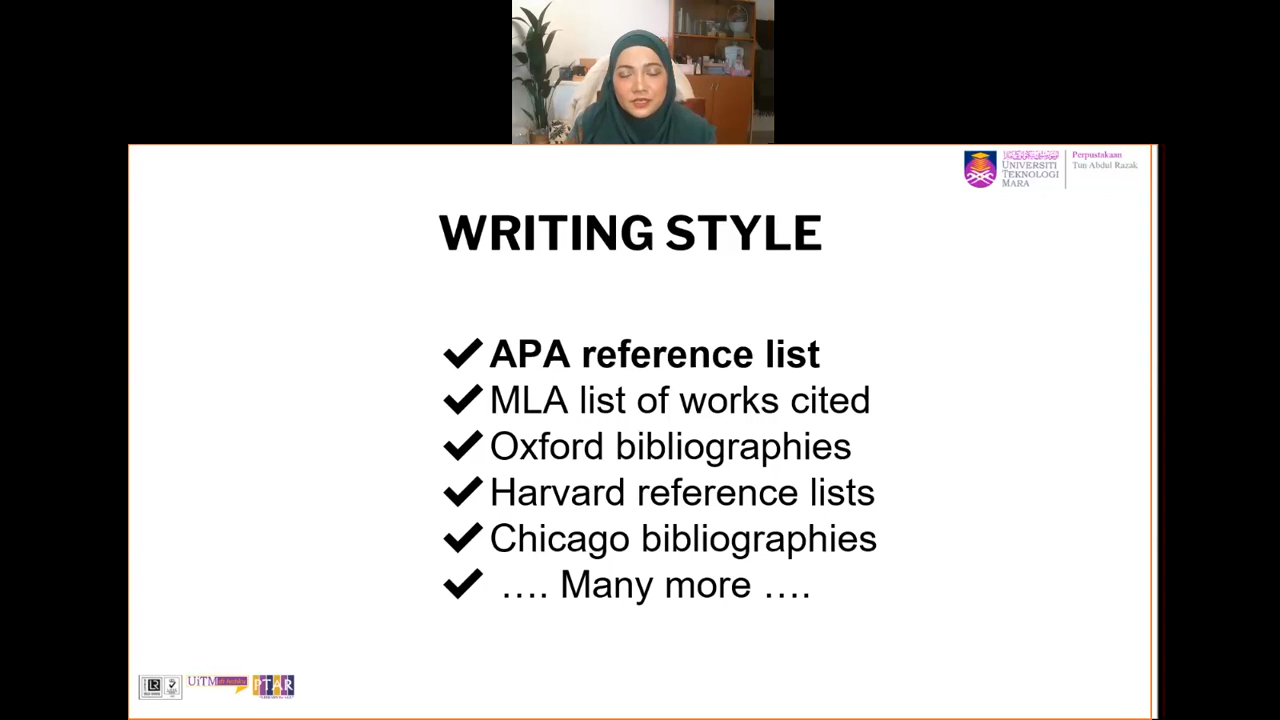 UNIVERSITI
TEKNOLOGI
MARA
Perpustakaan
Tun Abdul Razak
WRITING STYLE
✔ APA reference list
✔ MLA list of works cited
✔ Oxford bibliographies
✔ Harvard reference lists
✔ Chicago bibliographies
✔ .... Many more ....
UiTM
PTAR